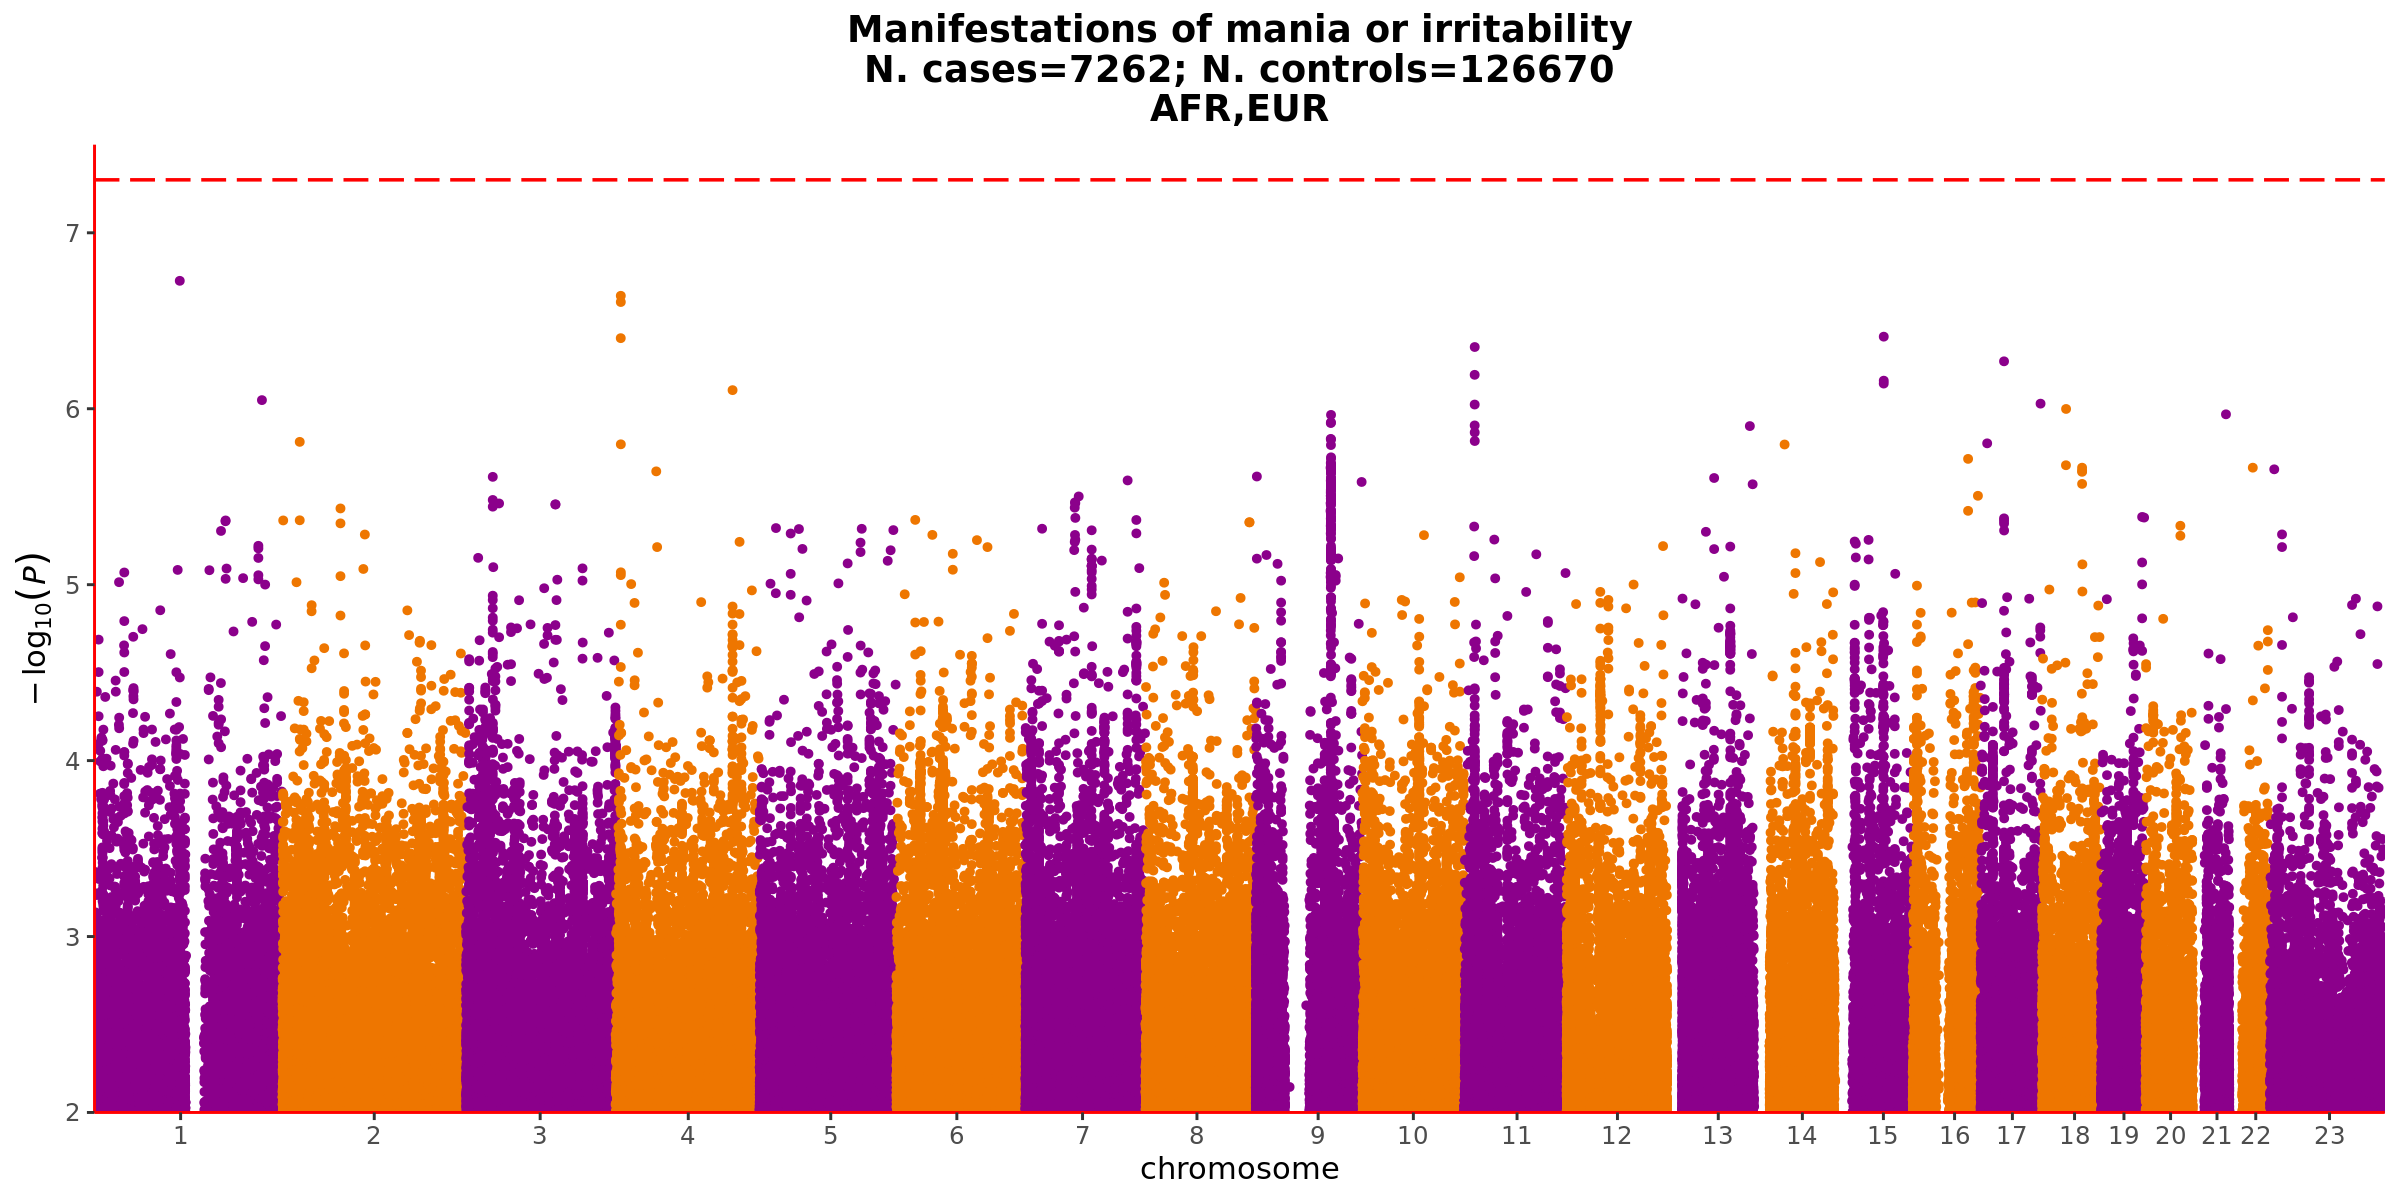 Manifestations of mania or irritability
N. cases=7262; N. controls=126670
AFR,EUR
−log10(P)
7
6
5
4
3
2
1 2 3 4 5 6 7 8 9 10 11 12 13 14 15 16 17 18 19 20 21 22 23
chromosome